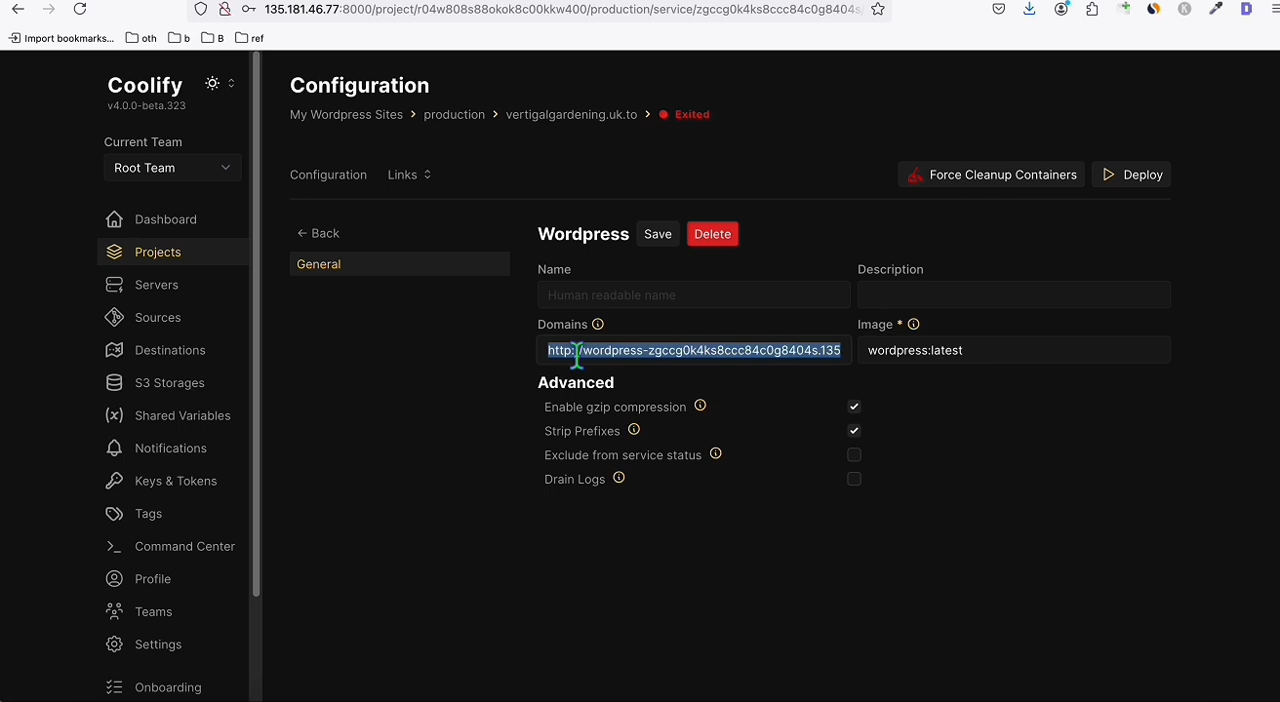 135.181.46.77:8000/project/r04w808s88okok8c00kkw400/production/service/zgccg0k4ks8ccc84c0g8404s
Import bookmarks...
oth
b
B
ref
Coolify
v4.0.0-beta.323
Current Team
Root Team
Dashboard
Projects
Servers
Sources
Destinations
S3 Storages
Shared Variables
Notifications
Keys & Tokens
Tags
Command Center
Profile
Teams
Settings
Onboarding
Configuration
My Wordpress Sites > production > vertigalgardening.uk.to > Exited
Configuration
Links
Force Cleanup Containers
Deploy
← Back
General
Wordpress
Save
Delete
Name
Human readable name
Description
Domains
http://wordpress-zgccg0k4ks8ccc84c0g8404s.135
Image *
wordpress:latest
Advanced
Enable gzip compression
Strip Prefixes
Exclude from service status
Drain Logs